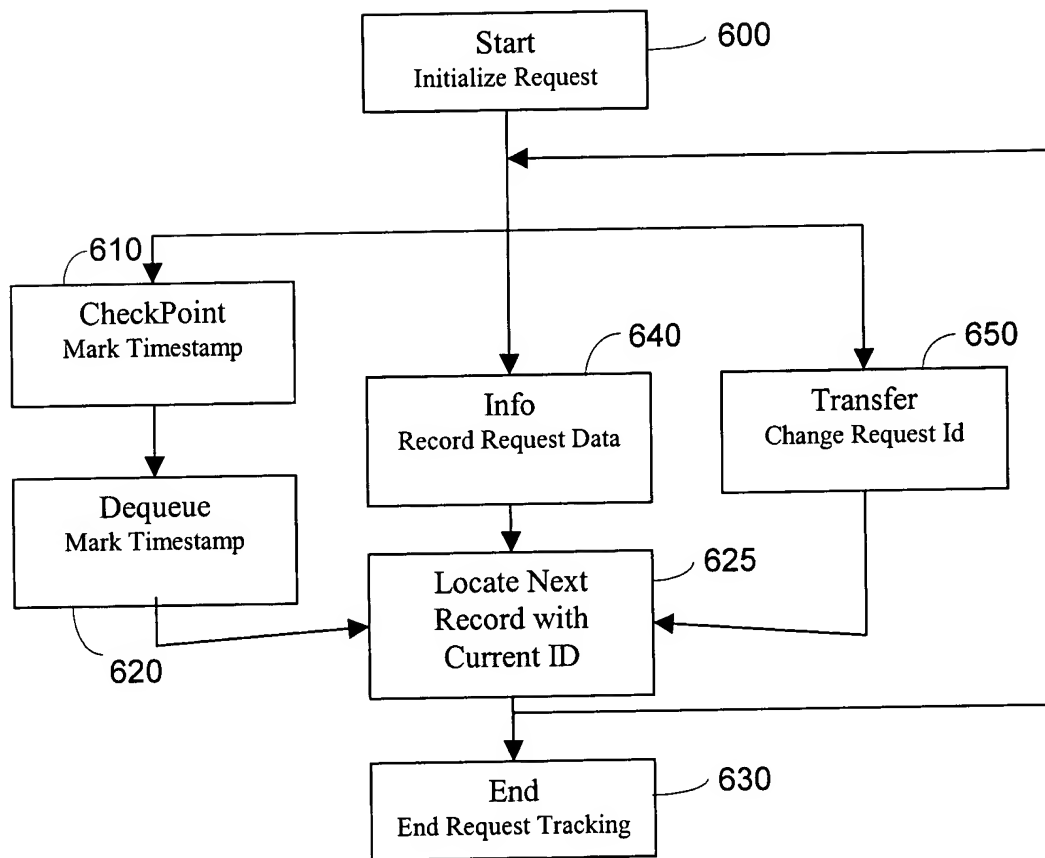 Start
Initialize Request
600
610
CheckPoint
Mark Timestamp
640
Info
Record Request Data
650
Transfer
Change Request Id
Dequeue
Mark Timestamp
620
Locate Next
Record with
Current ID
625
End
End Request Tracking
630